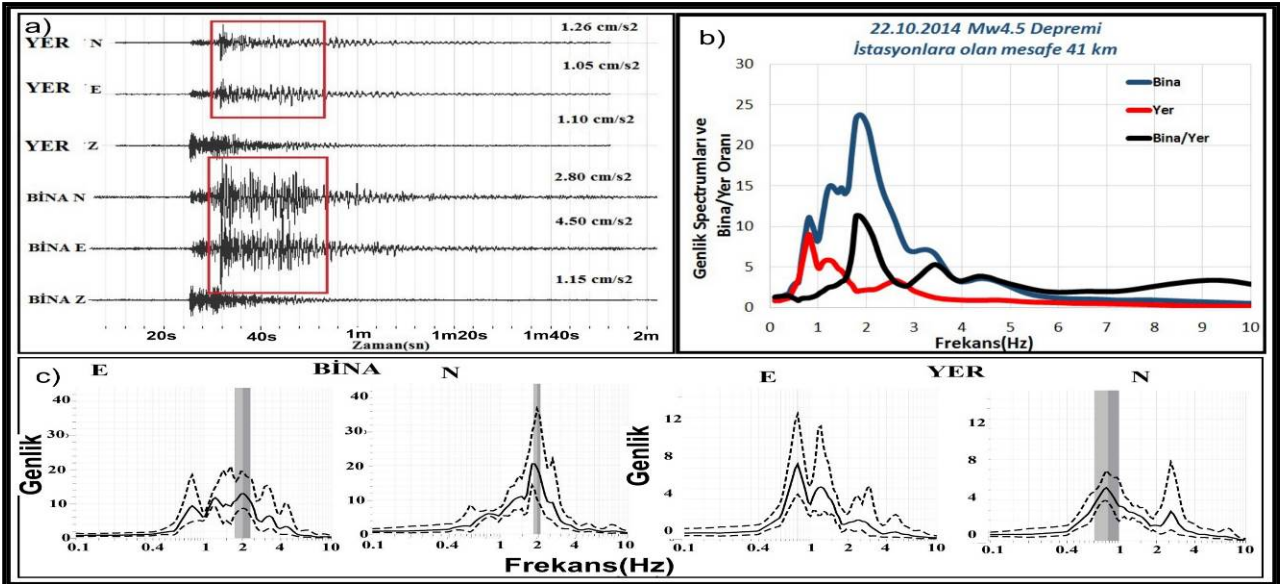 a)
YER N
1.26 cm/s2
YER E
1.05 cm/s2
YER Z
1.10 cm/s2
BİNA N
2.80 cm/s2
BİNA E
4.50 cm/s2
BİNA Z
1.15 cm/s2
20s 40s 1m 1m20s 1m40s 2m
Zaman(sn)
b)
22.10.2014 Mw4.5 Depremi
İstasyonlara olan mesafe 41 km
Genlik Spectrumları ve
Bina/Yer Oranı
30
25
20
15
10
5
0
Bina
Yer
Bina/Yer
0 1 2 3 4 5 6 7 8 9 10
Frekans(Hz)
c)
E BİNA N E YER N
Genlik
40
30
20
10
0
0.1 0.4 1 2 4 10
40
30
20
10
0
0.1 0.4 1 2 4 10
Genlik
12
8
4
0
0.1 0.4 1 2 4 10
12
8
4
0
0.1 0.4 1 2 4 10
Frekans(Hz)